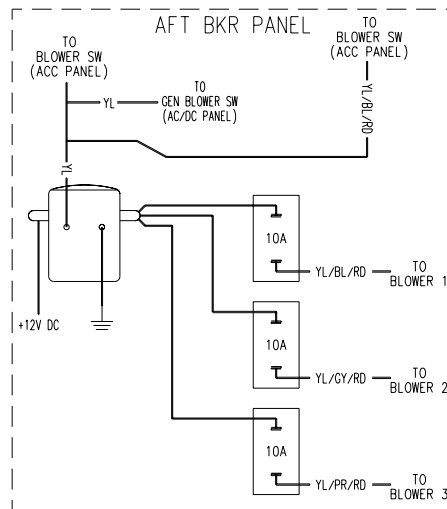 AFT BKR PANEL
TO
BLOWER SW
(ACC PANEL)
TO
BLOWER SW
(ACC PANEL)
YL
TO
GEN BLOWER SW
(AC/DC PANEL)
YL/BL/RD
YL
+12V DC
10A
YL/BL/RD
TO
BLOWER 1
10A
YL/GY/RD
TO
BLOWER 2
10A
YL/PR/RD
TO
BLOWER 3